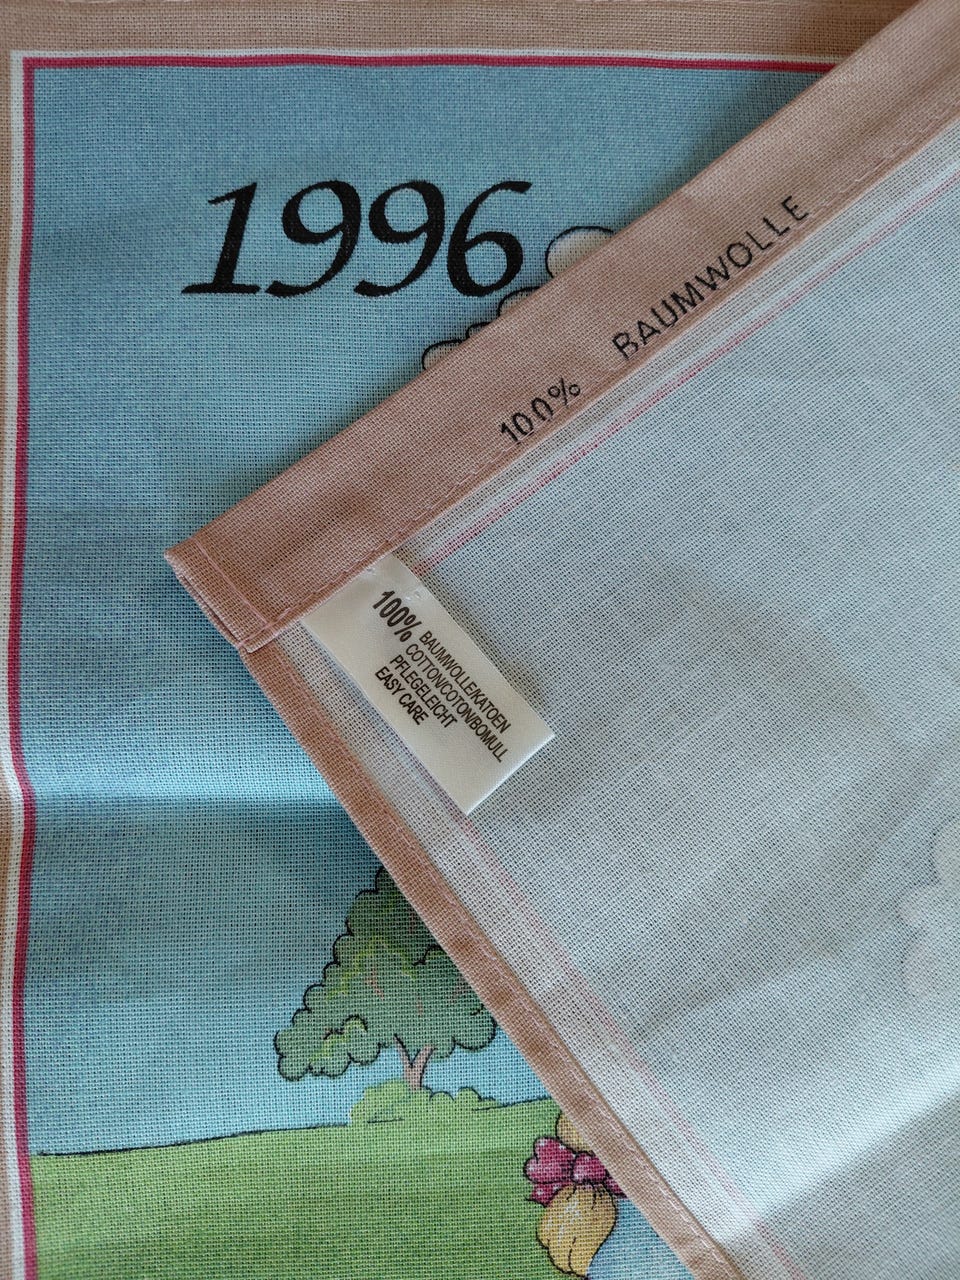 1996
100% BAUMWOLLE
100% BAUMWOLLE/KATOEN
COTTON/COTON/BOMULL
PFLEGELEICHT
EASY CARE